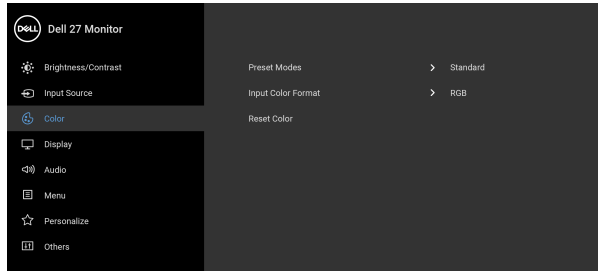 DELL Dell 27 Monitor
Brightness/Contrast
Input Source
Color
Display
Audio
Menu
Personalize
Others
Preset Modes > Standard
Input Color Format > RGB
Reset Color